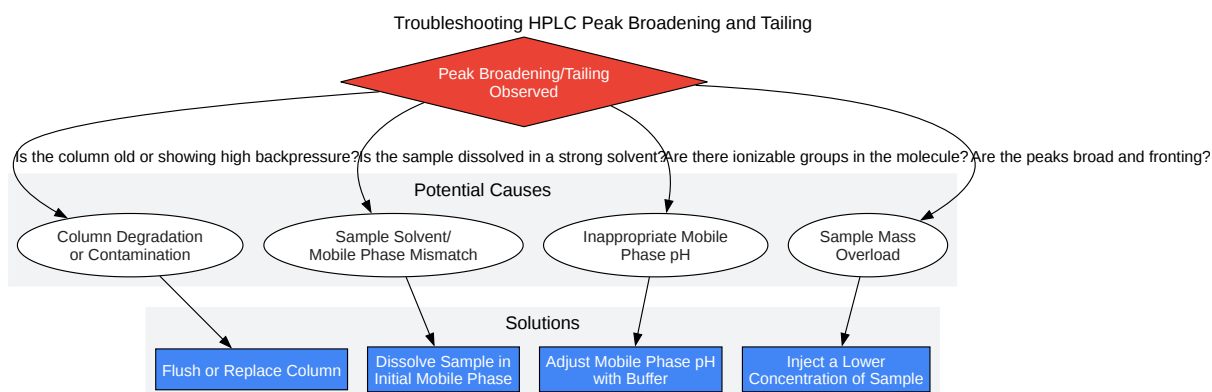 Troubleshooting HPLC Peak Broadening and Tailing
Peak Broadening/Tailing
Observed
Is the column old or showing high backpressure?
Is the sample dissolved in a strong solvent?
Are there ionizable groups in the molecule?
Are the peaks broad and fronting?
Potential Causes
Column Degradation
or Contamination
Sample Solvent/
Mobile Phase Mismatch
Inappropriate Mobile
Phase pH
Sample Mass
Overload
Solutions
Flush or Replace Column
Dissolve Sample in
Initial Mobile Phase
Adjust Mobile Phase pH
with Buffer
Inject a Lower
Concentration of Sample